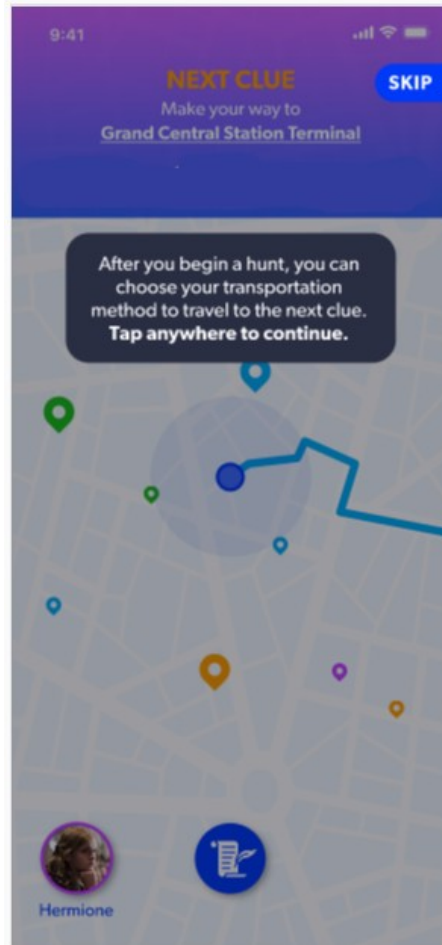 9:41
NEXT CLUE
SKIP
Make your way to
Grand Central Station Terminal
After you begin a hunt, you can
choose your transportation
method to travel to the next clue.
Tap anywhere to continue.
Hermione